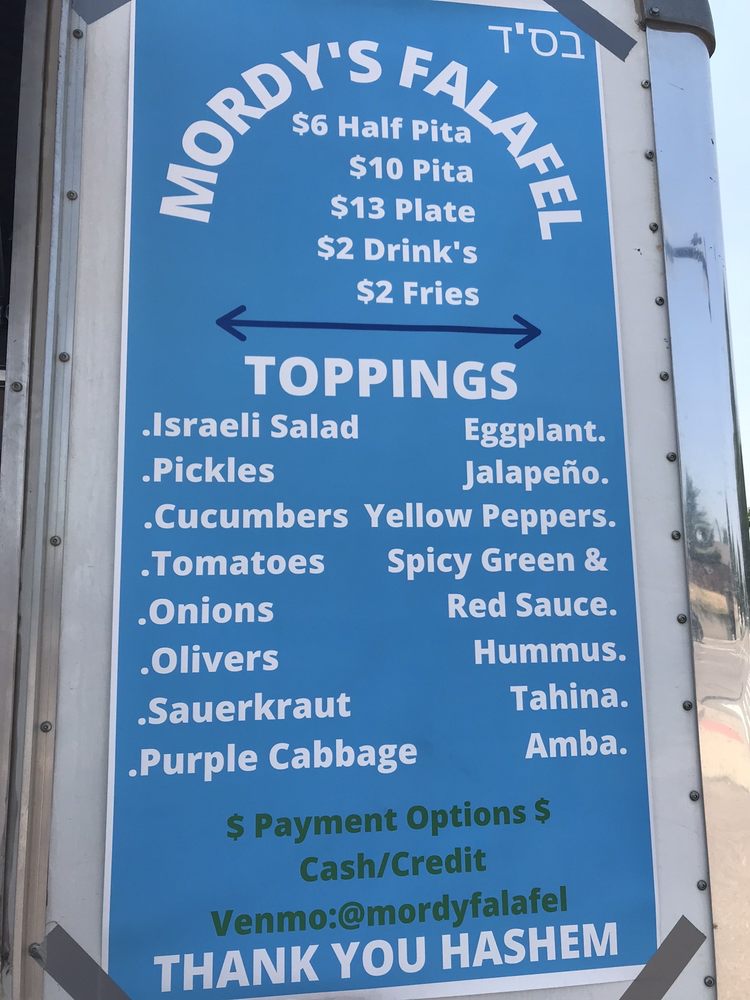 בס'ד
MORDY'S FALAFEL
$6 Half Pita
$10 Pita
$13 Plate
$2 Drink's
$2 Fries
TOPPINGS
.Israeli Salad
.Pickles
.Cucumbers
.Tomatoes
.Onions
.Olivers
.Sauerkraut
.Purple Cabbage
Eggplant.
Jalapeño.
Yellow Peppers.
Spicy Green &
Red Sauce.
Hummus.
Tahina.
Amba.
$ Payment Options $
Cash/Credit
Venmo:@mordyfalafel
THANK YOU HASHEM